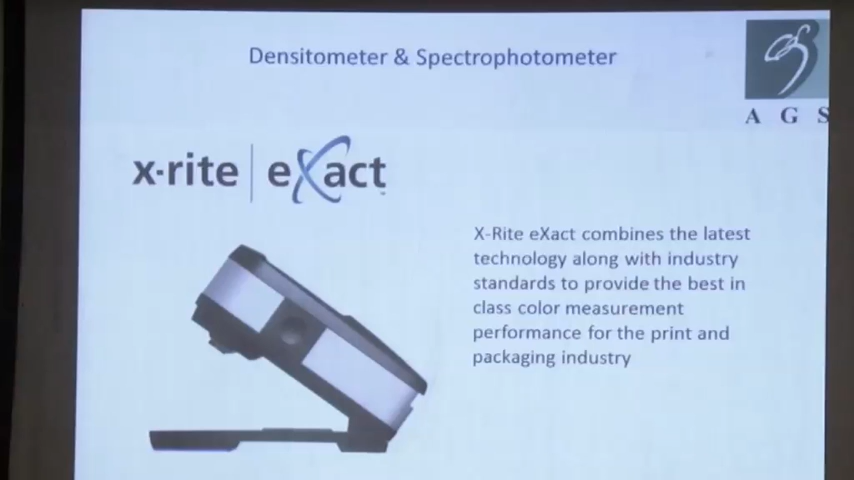 Densitometer & Spectrophotometer
A G S
x·rite | eXact™
X-Rite eXact combines the latest
technology along with industry
standards to provide the best in
class color measurement
performance for the print and
packaging industry